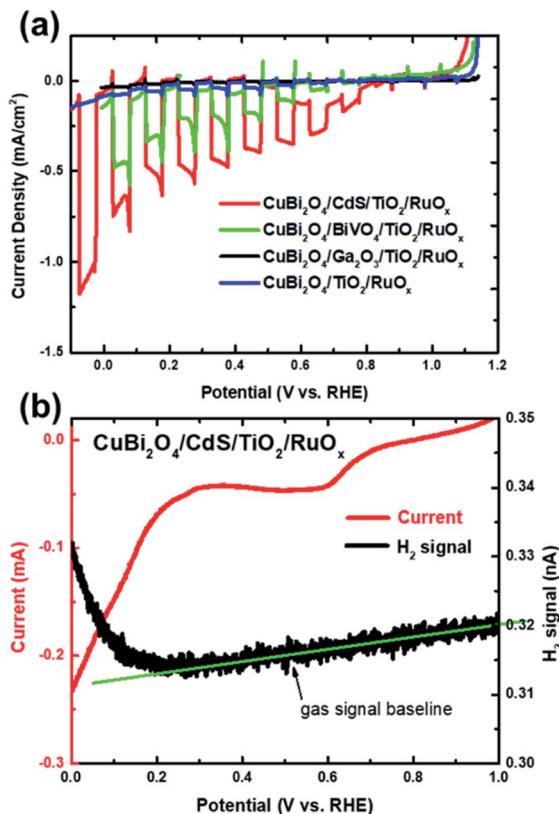 (a)
0.0
-0.5
-1.0
-1.5
Current Density (mA/cm²)
CuBi₂O₄/CdS/TiO₂/RuOₓ
CuBi₂O₄/BiVO₄/TiO₂/RuOₓ
CuBi₂O₄/Ga₂O₃/TiO₂/RuOₓ
CuBi₂O₄/TiO₂/RuOₓ
0.0 0.2 0.4 0.6 0.8 1.0 1.2
Potential (V vs. RHE)
(b)
CuBi₂O₄/CdS/TiO₂/RuOₓ
0.0
-0.1
-0.2
-0.3
Current (mA)
Current
H₂ signal
gas signal baseline
0.35
0.34
0.33
0.32
0.31
0.30
H₂ signal (nA)
0.0 0.2 0.4 0.6 0.8 1.0
Potential (V vs. RHE)